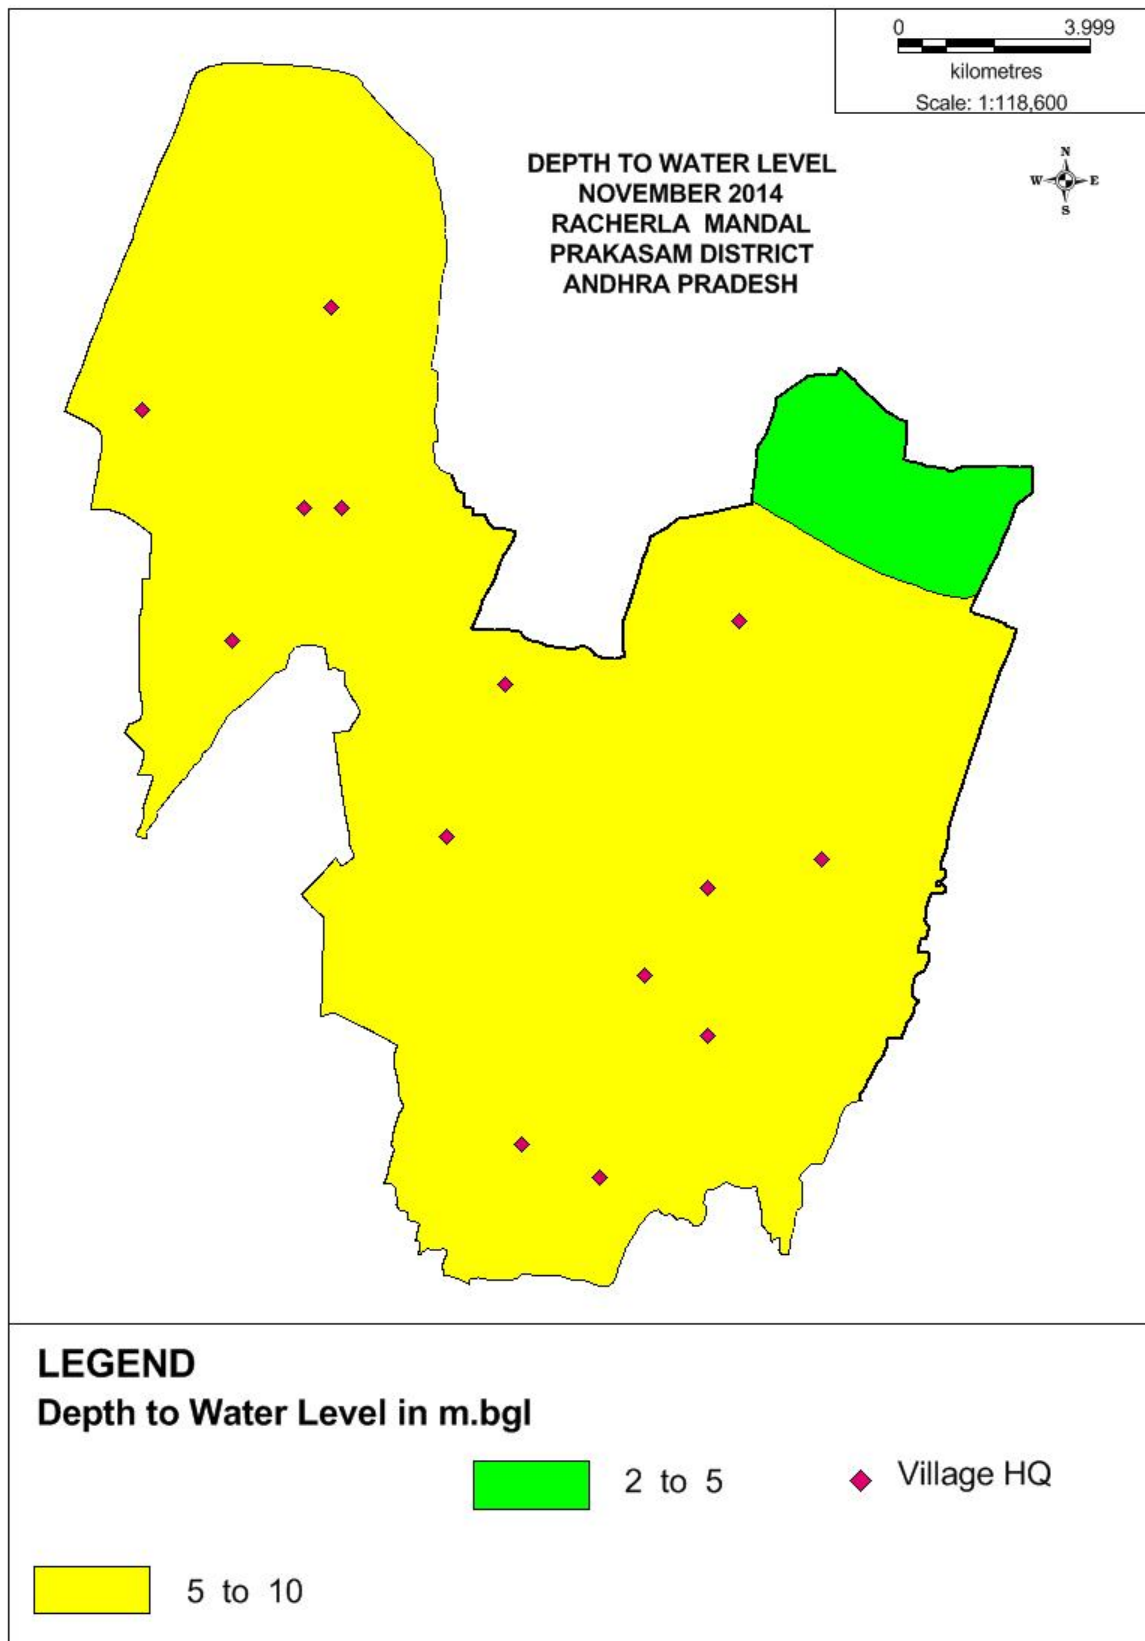 0 3.999
kilometres
Scale: 1:118,600
DEPTH TO WATER LEVEL
NOVEMBER 2014
RACHERLA MANDAL
PRAKASAM DISTRICT
ANDHRA PRADESH
N
W E
S
LEGEND
Depth to Water Level in m.bgl
2 to 5
Village HQ
5 to 10